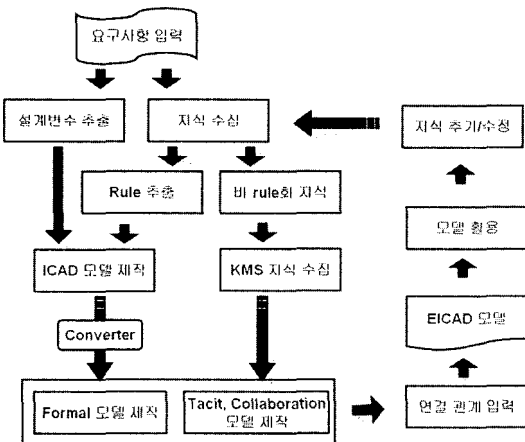 요구사항 입력
설계변수 추출
지식 수집
지식 추가/수정
Rule 추출
비 rule화 지식
모델 활용
ICAD 모델 제작
KMS 지식 수집
EICAD 모델
Converter
Formal 모델 제작
Tacit, Collaboration
모델 제작
연결 관계 입력